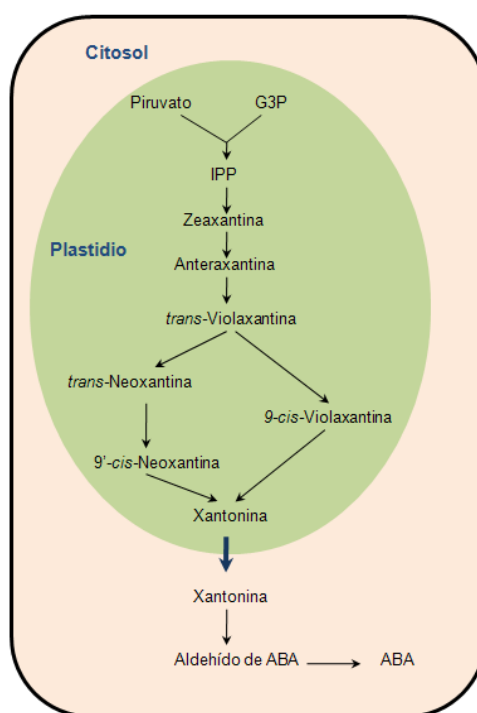 Citosol
Piruvato G3P
IPP
Zeaxantina
Plastidio
Anteraxantina
trans-Violaxantina
trans-Neoxantina
9-cis-Violaxantina
9'-cis-Neoxantina
Xantonina
Xantonina
Aldehído de ABA ABA